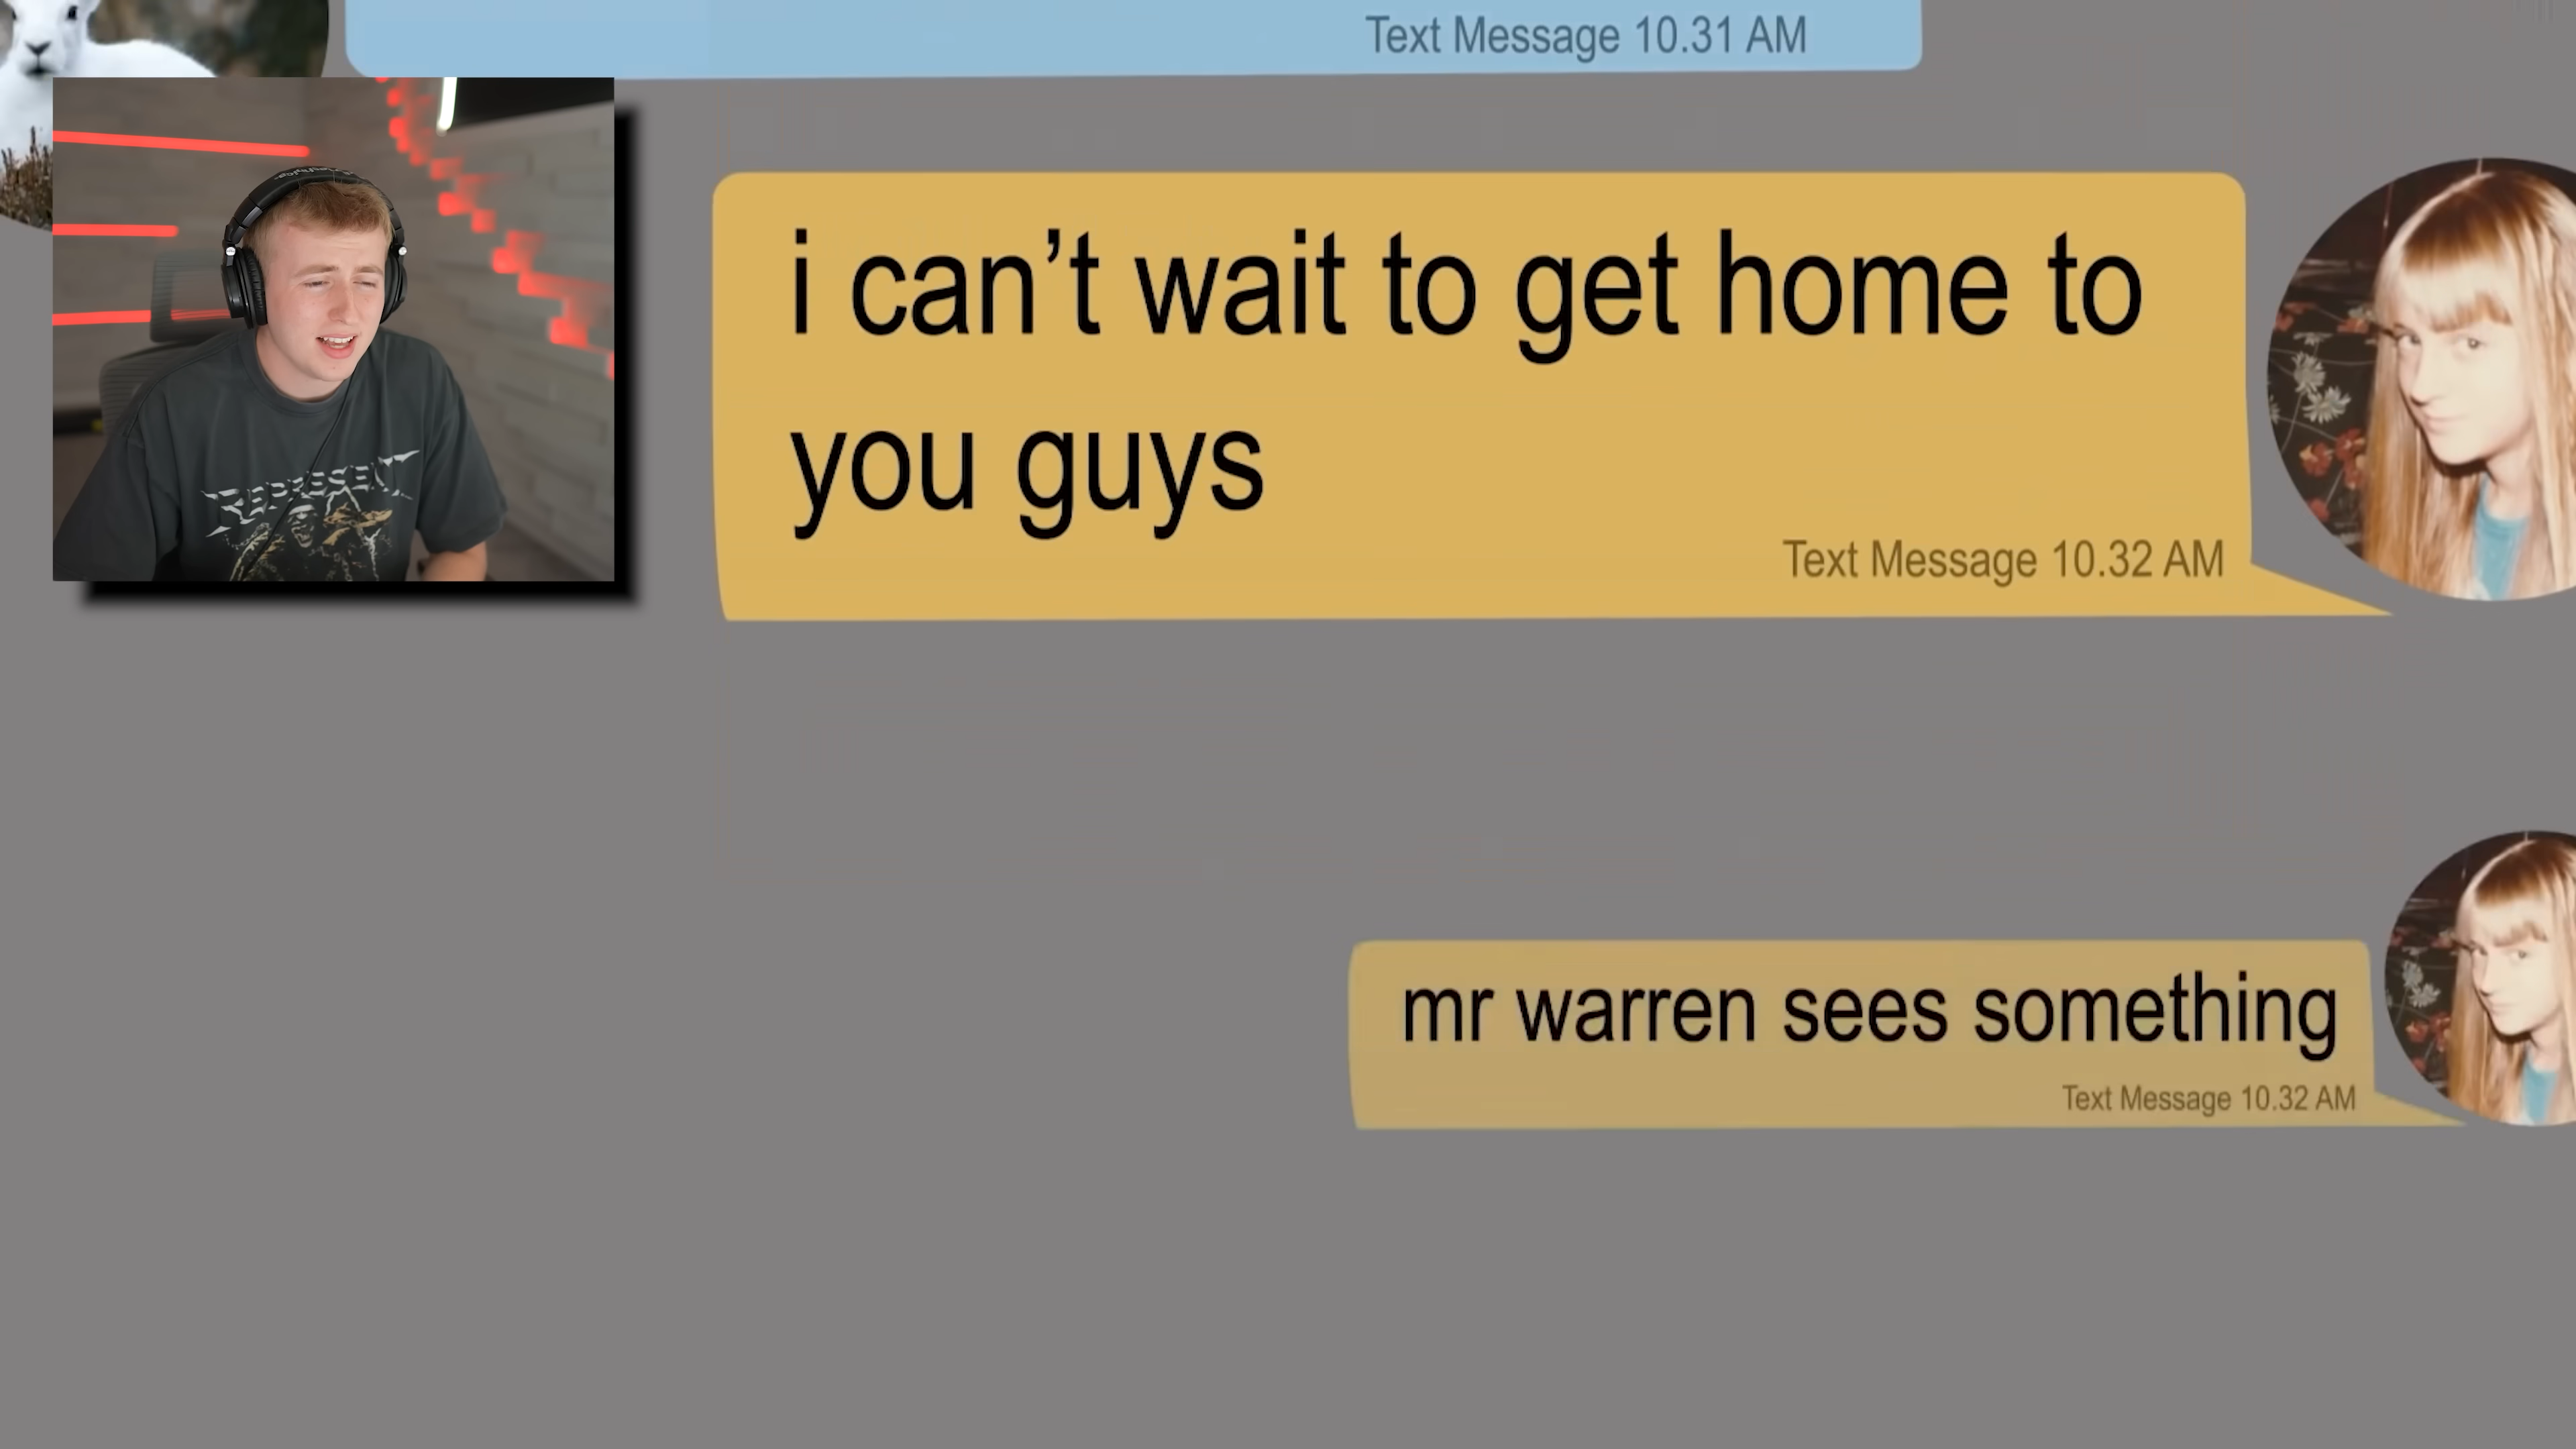 Text Message 10.31 AM
REPRESENT
i can’t wait to get home to
you guys
Text Message 10.32 AM
mr warren sees something
Text Message 10.32 AM